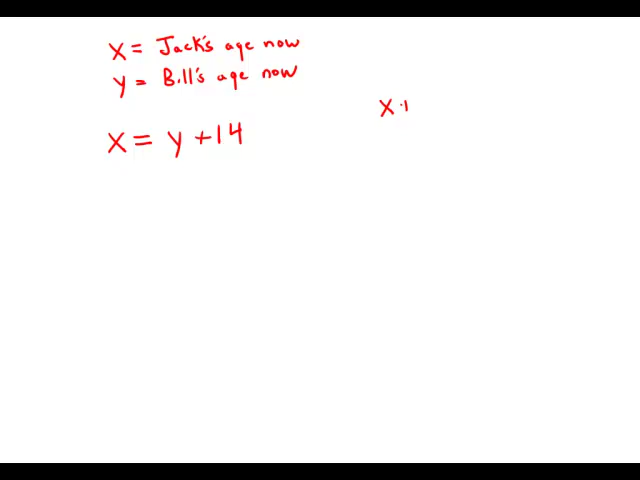 x = Jack's age now
y = Bill's age now
x = y + 14
x